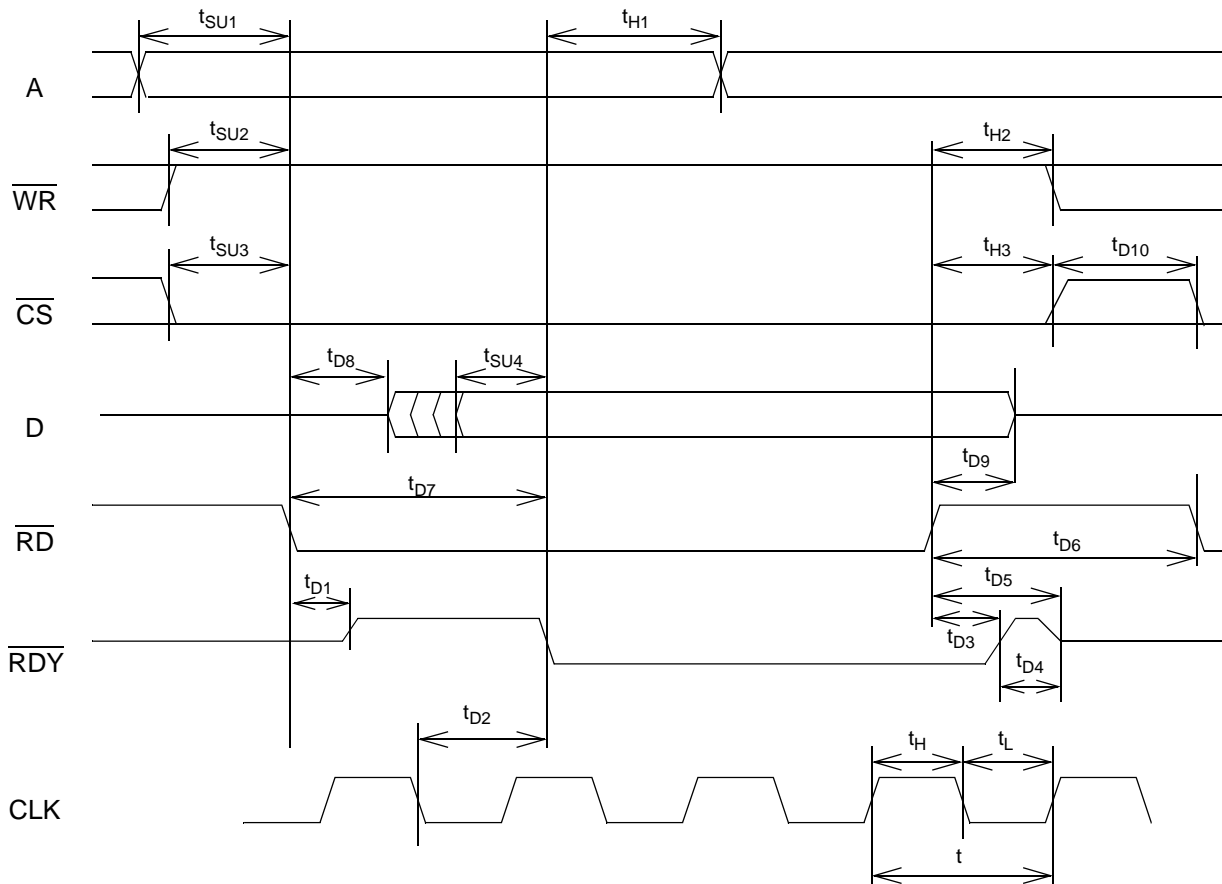 tSU1 tH1
A
tSU2 tH2
WR
tSU3 tH3 tD10
CS
tD8 tSU4
D
tD9
tD7
RD
tD6
tD1 tD5
tD3
RDY
tD4
tD2 tH tL
CLK
t